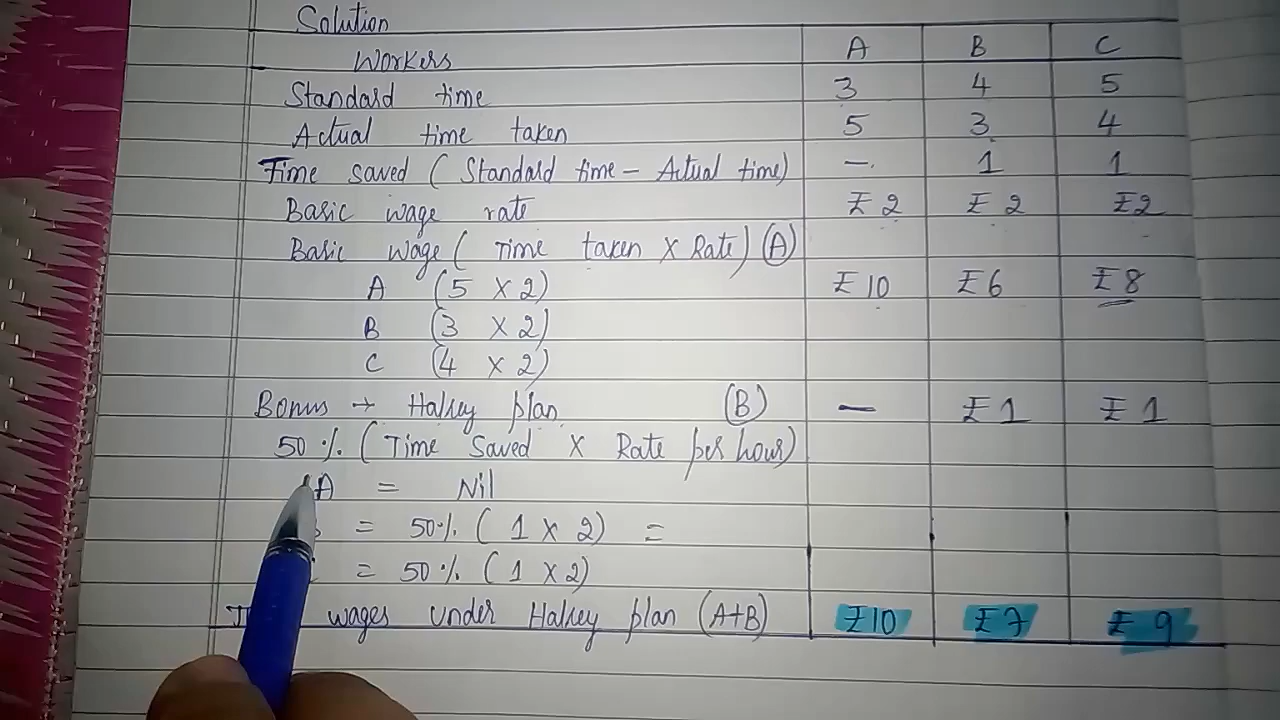 Solution
Workers A B C
Standard time 3 4 5
Actual time taken 5 3 4
Time saved ( Standard time - Actual time) - 1 1
Basic wage rate ₹ 2 ₹ 2 ₹2
Basic wage ( Time taken X Rate) (A)
A (5 X 2) ₹ 10 ₹ 6 ₹ 8
B (3 X 2)
C (4 X 2)
Bonus → Halsey plan (B) - ₹ 1 ₹ 1
50 % ( Time Saved X Rate per hour)
A = Nil
= 50% ( 1 X 2) =
= 50% ( 1 X 2)
wages under Halsey plan (A+B) ₹10 ₹ 7 ₹ 9